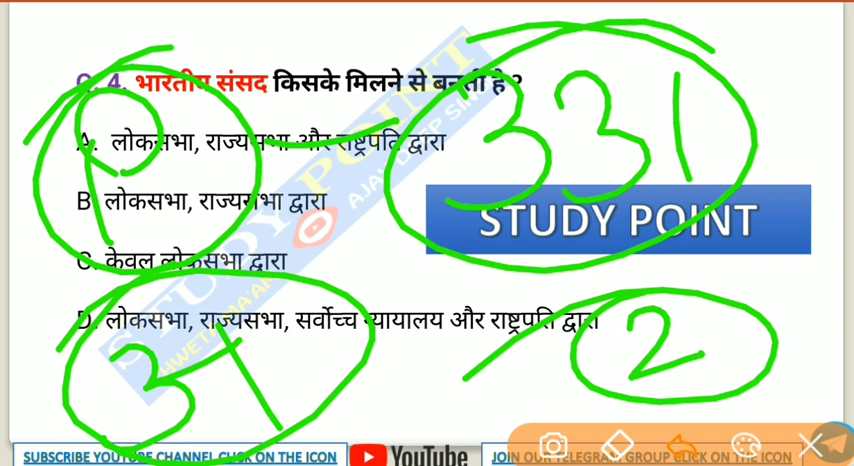 Q. 4. भारतीय संसद किसके मिलने से बनती है ?
A. लोकसभा, राज्यसभा और राष्ट्रपति द्वारा
B. लोकसभा, राज्यसभा द्वारा
C. केवल लोकसभा द्वारा
D. लोकसभा, राज्यसभा, सर्वोच्च न्यायालय और राष्ट्रपति द्वारा
STUDY POINT
STUDY POINT
P
331
2
SUBSCRIBE YOUTUBE CHANNEL CLICK ON THE ICON
YouTube
JOIN OUR TELEGRAM GROUP CLICK ON THE ICON